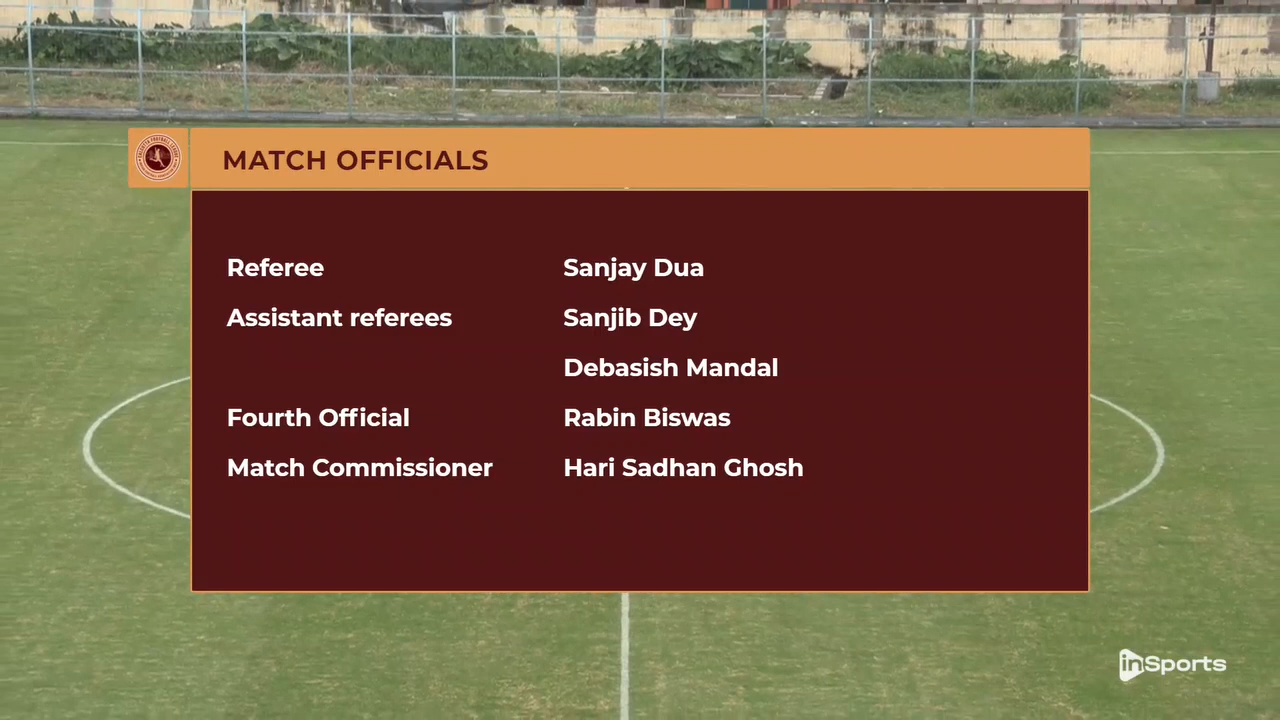 MATCH OFFICIALS
Referee Sanjay Dua
Assistant referees Sanjib Dey
Debasish Mandal
Fourth Official Rabin Biswas
Match Commissioner Hari Sadhan Ghosh
inSports